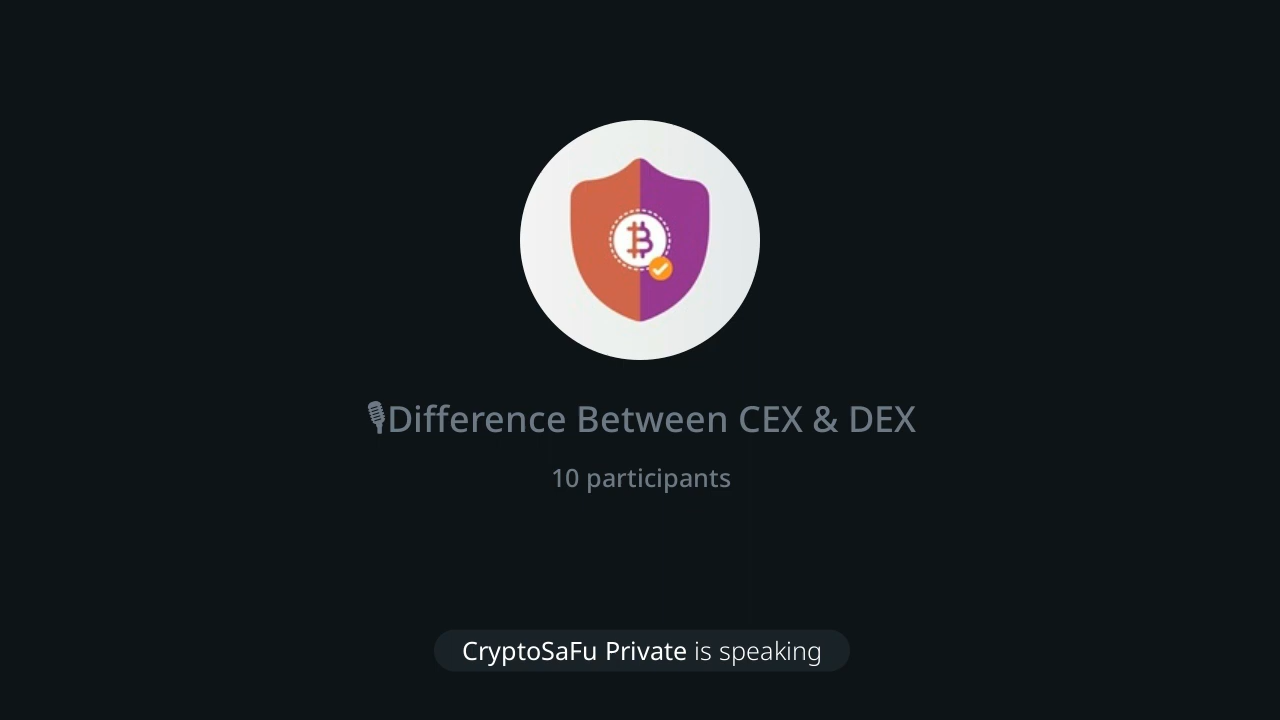 🎙Difference Between CEX & DEX
10 participants
CryptoSaFu Private is speaking